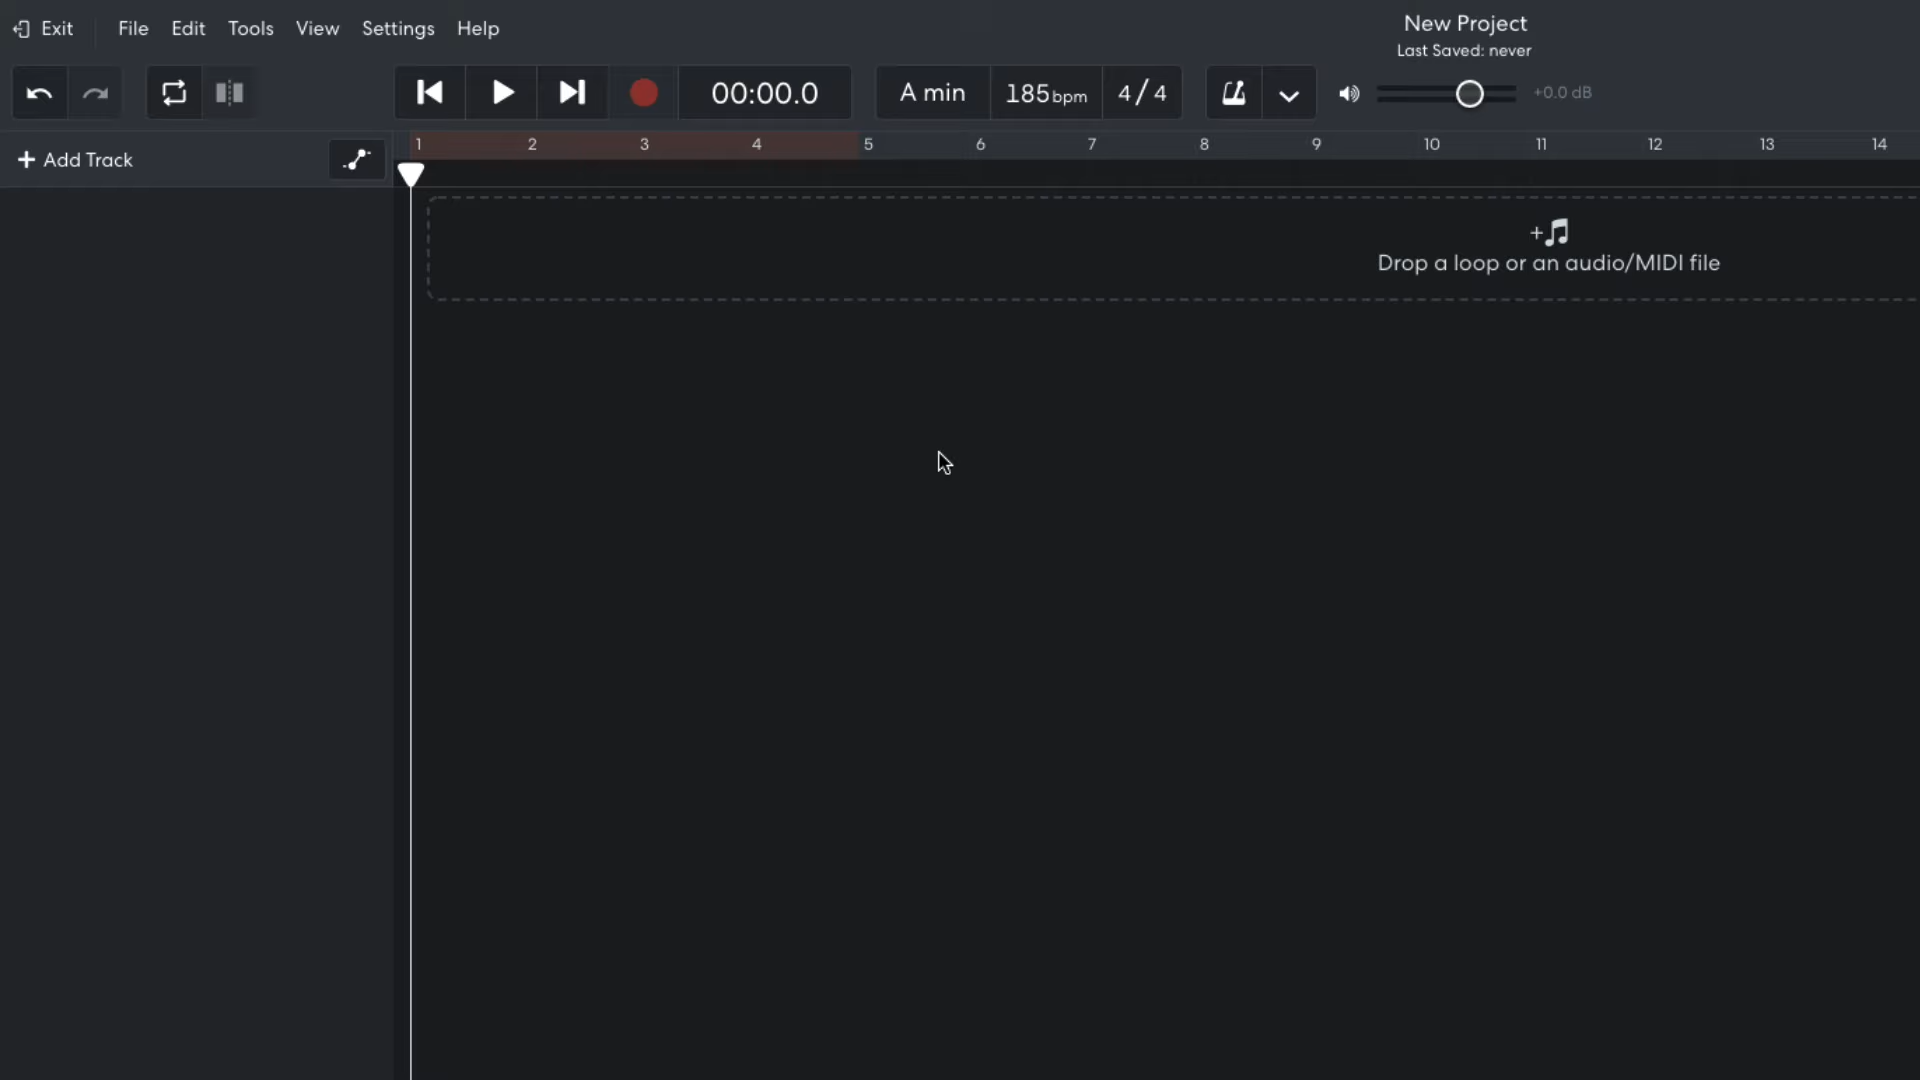 Exit File Edit Tools View Settings Help
New Project
Last Saved: never
00:00.0 A min 185bpm 4/4 +0.0 dB
+ Add Track
1 2 3 4 5 6 7 8 9 10 11 12 13 14
Drop a loop or an audio/MIDI file